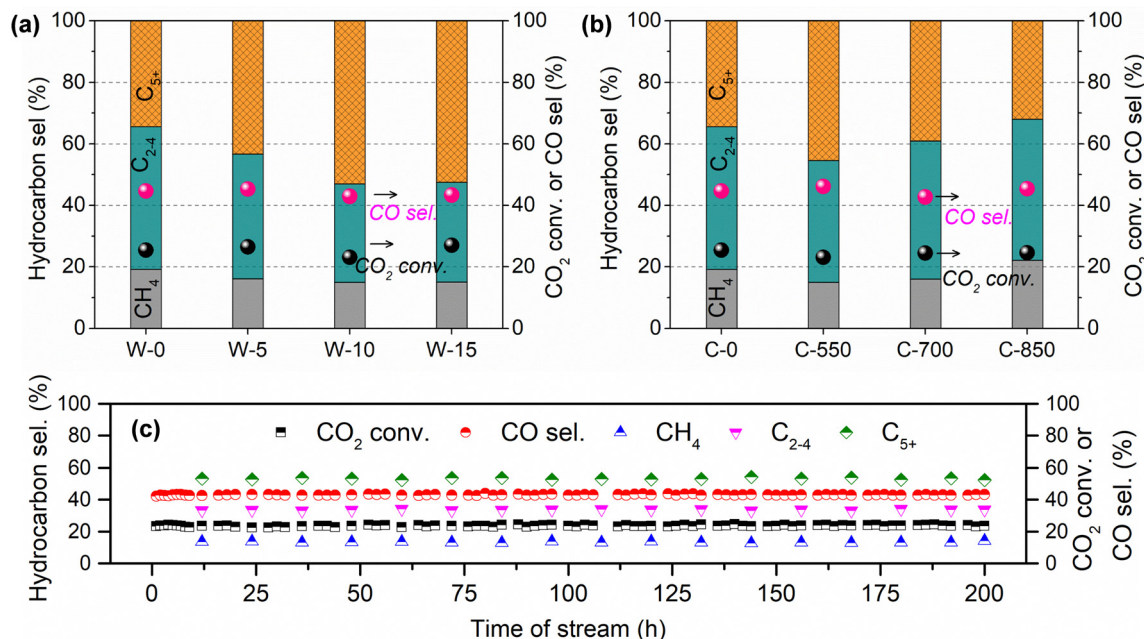 (a)
Hydrocarbon sel (%)
100
80
60
40
20
0
C5+
C2-4
CH4
CO sel.
CO2 conv.
W-0 W-5 W-10 W-15
100
80
60
40
20
0
CO2 conv. or CO sel (%)
(b)
Hydrocarbon sel (%)
100
80
60
40
20
0
C5+
C2-4
CH4
CO sel.
CO2 conv.
C-0 C-550 C-700 C-850
100
80
60
40
20
0
CO2 conv. or CO sel (%)
(c)
Hydrocarbon sel. (%)
100
80
60
40
20
0
CO2 conv. CO sel. CH4 C2-4 C5+
100
80
60
40
20
0
CO2 conv. or
CO sel. (%)
0 25 50 75 100 125 150 175 200
Time of stream (h)